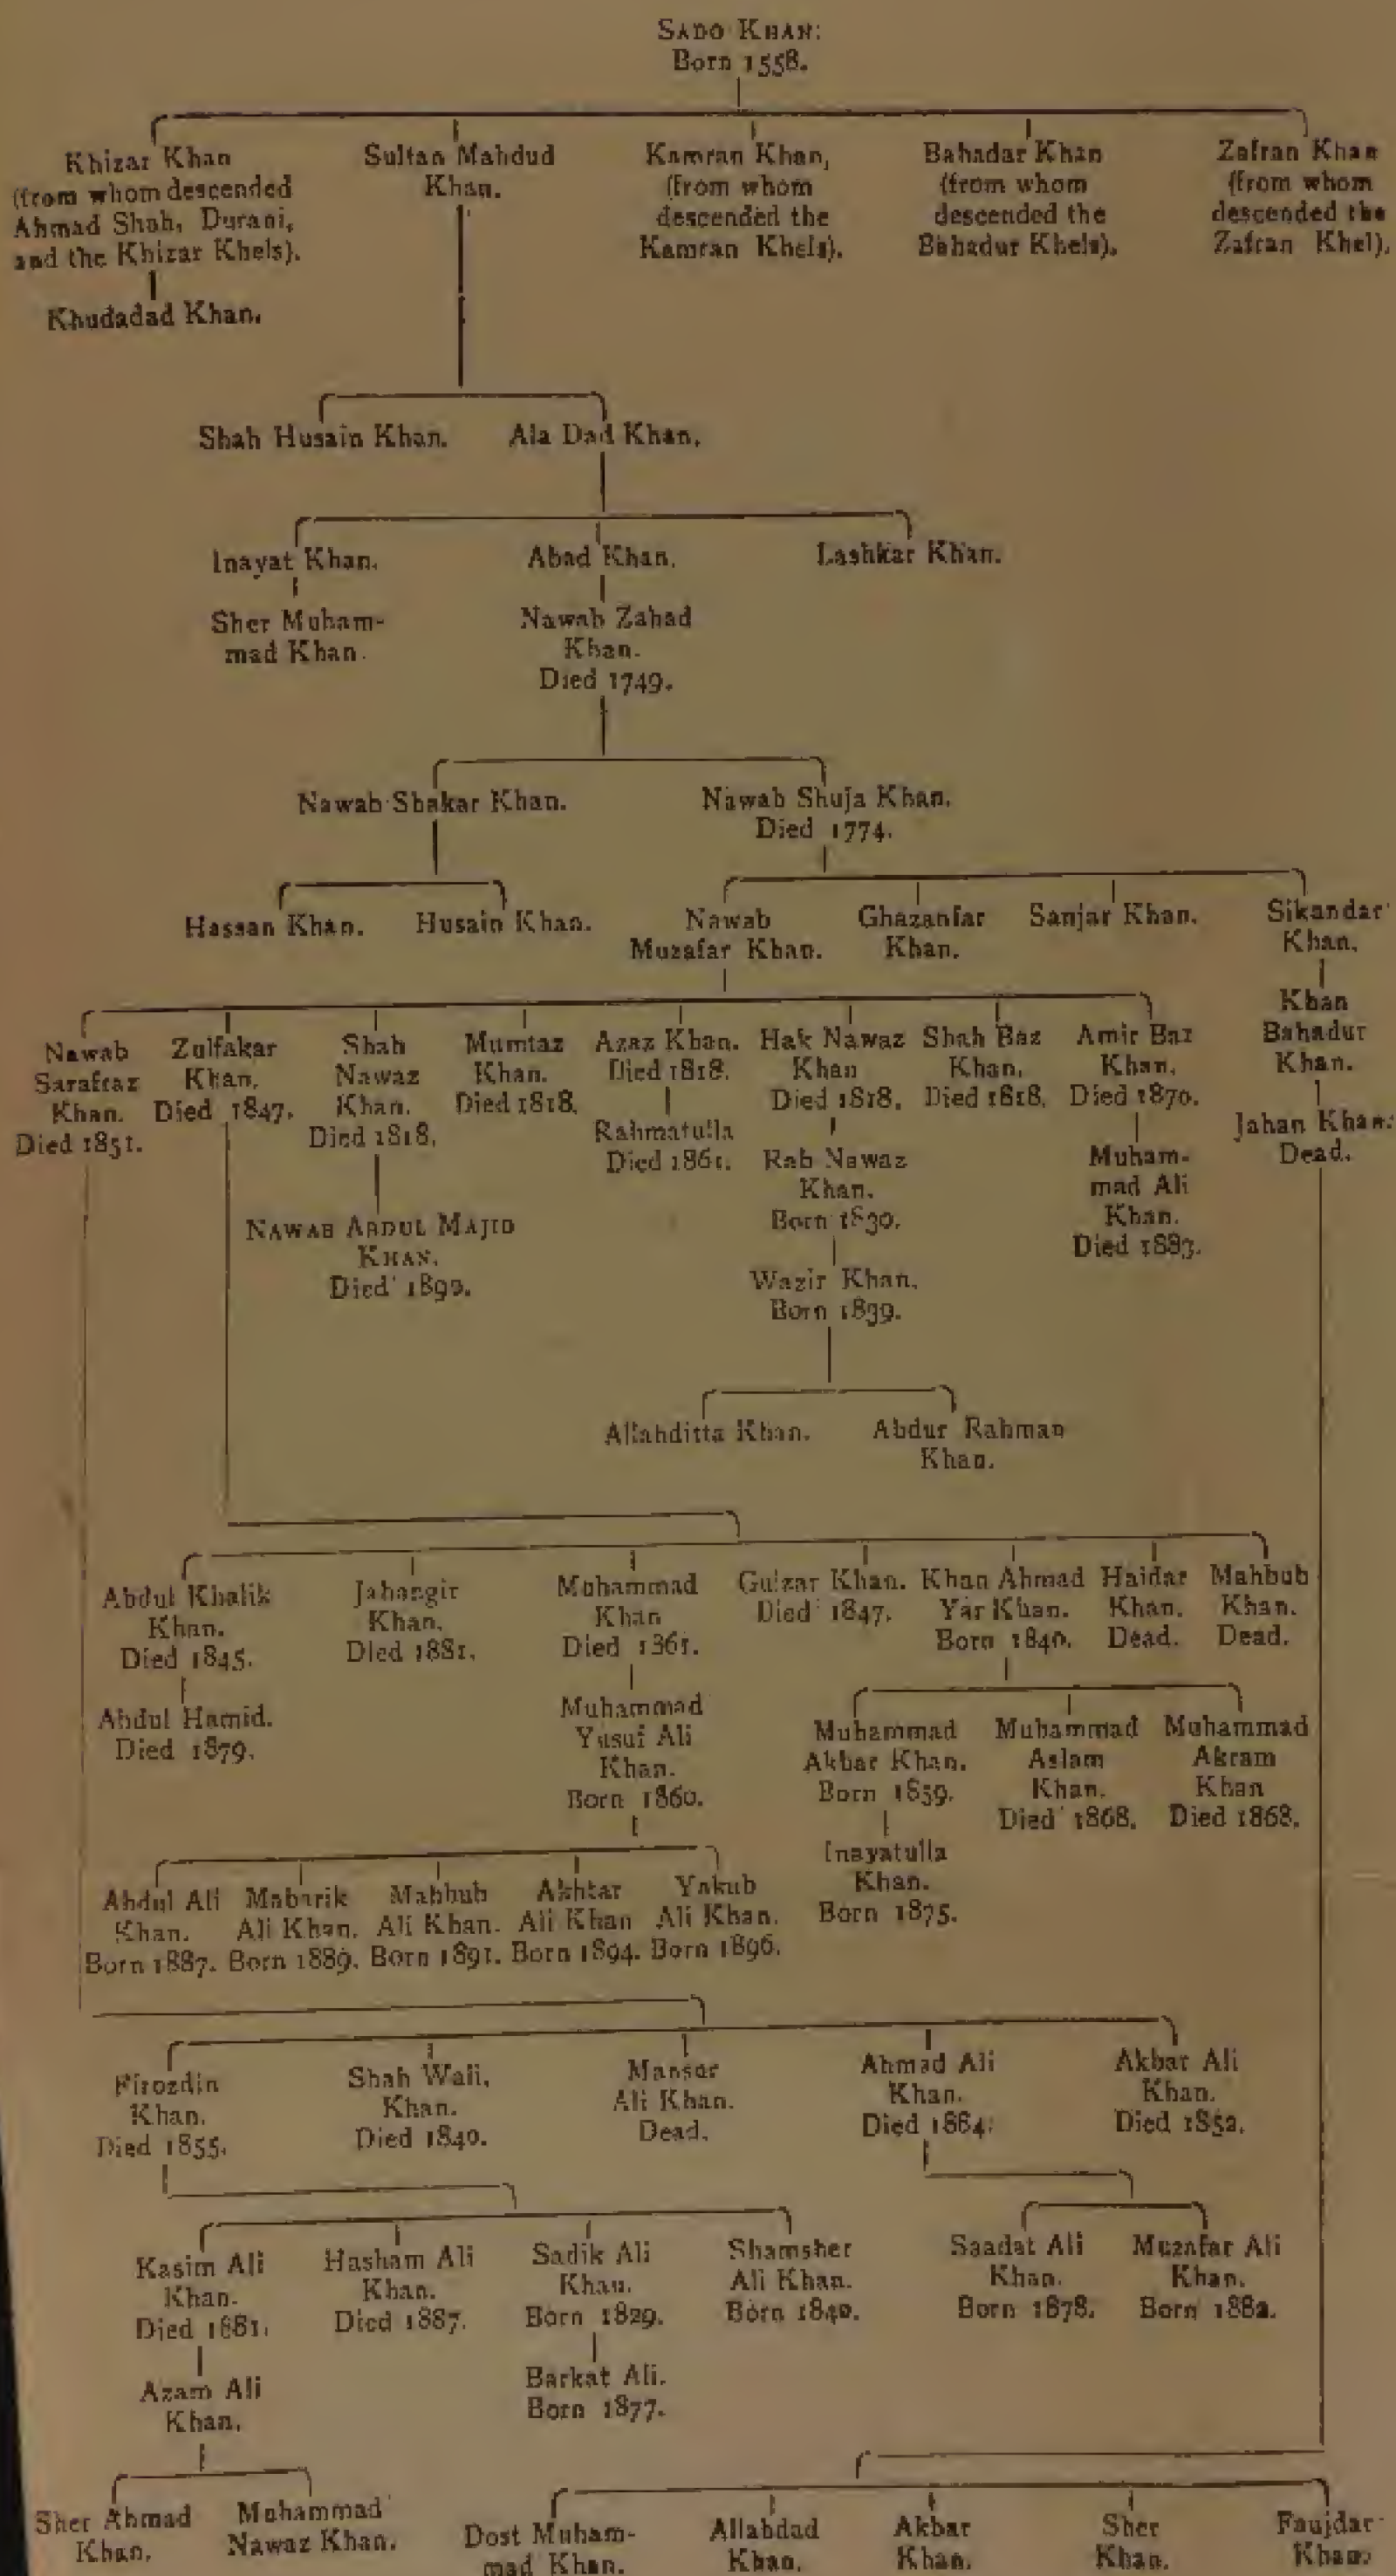 SADO KHAN:
Born 1558.
Khizar Khan
(from whom descended
Ahmad Shah, Durani,
and the Khizar Khels).
Khudadad Khan.
Sultan Mahdud
Khan.
Kamran Khan,
(from whom
descended the
Kamran Khels).
Bahadar Khan
(from whom
descended the
Bahadur Khels).
Zafran Khan
(from whom
descended the
Zafran Khel).
Shah Husain Khan.
Ala Dad Khan.
Inayat Khan.
Sher Muham-
mad Khan.
Abad Khan.
Nawab Zahad
Khan.
Died 1749.
Lashkar Khan.
Nawab Shakar Khan.
Nawab Shuja Khan.
Died 1774.
Hassan Khan.
Husain Khan.
Nawab
Muzafar Khan.
Ghazanfar
Khan.
Sanjar Khan.
Sikandar
Khan.
Khan
Bahadur
Khan.
Jahan Khan.
Dead.
Nawab
Sarafraz
Khan.
Died 1851.
Zulfakar
Khan.
Died 1847.
Shah
Nawaz
Khan.
Died 1818.
NAWAB ABDUL MAJID
KHAN.
Died 1890.
Mumtaz
Khan.
Died 1818.
Azaz Khan.
Died 1818.
Rahmatulla
Died 1861.
Hak Nawaz
Khan
Died 1818.
Rab Nawaz
Khan.
Born 1830.
Wazir Khan.
Born 1839.
Shah Baz
Khan.
Died 1818.
Amir Baz
Khan.
Died 1870.
Muham-
mad Ali
Khan.
Died 1883.
Allahditta Khan.
Abdur Rahman
Khan.
Abdul Khalik
Khan.
Died 1845.
Abdul Hamid.
Died 1879.
Jahangir
Khan.
Died 1881.
Muhammad
Khan
Died 1861.
Muhammad
Yusuf Ali
Khan.
Born 1860.
Gulzar Khan.
Died 1847.
Khan Ahmad
Yar Khan.
Born 1840.
Haidar
Khan.
Dead.
Mahbub
Khan.
Dead.
Muhammad
Akbar Khan.
Born 1859.
Inayatulla
Khan.
Born 1875.
Muhammad
Aslam
Khan.
Died 1868.
Muhammad
Akram
Khan
Died 1868.
Abdul Ali
Khan.
Born 1887.
Mabarik
Ali Khan.
Born 1889.
Mahbub
Ali Khan.
Born 1891.
Akhtar
Ali Khan
Born 1894.
Yakub
Ali Khan.
Born 1896.
Firozdin
Khan.
Died 1855.
Shah Wali,
Khan.
Died 1840.
Mansor
Ali Khan.
Dead.
Ahmad Ali
Khan.
Died 1884.
Akbar Ali
Khan.
Died 1852.
Kasim Ali
Khan.
Died 1881.
Azam Ali
Khan.
Hasham Ali
Khan.
Died 1887.
Sadik Ali
Khan.
Born 1829.
Barkat Ali.
Born 1877.
Shamsher
Ali Khan.
Born 1840.
Saadat Ali
Khan.
Born 1878.
Muzafar Ali
Khan.
Born 1882.
Sher Ahmad
Khan.
Muhammad
Nawaz Khan.
Dost Muham-
mad Khan.
Allahdad
Khan.
Akbar
Khan.
Sher
Khan.
Faujdar
Khan.